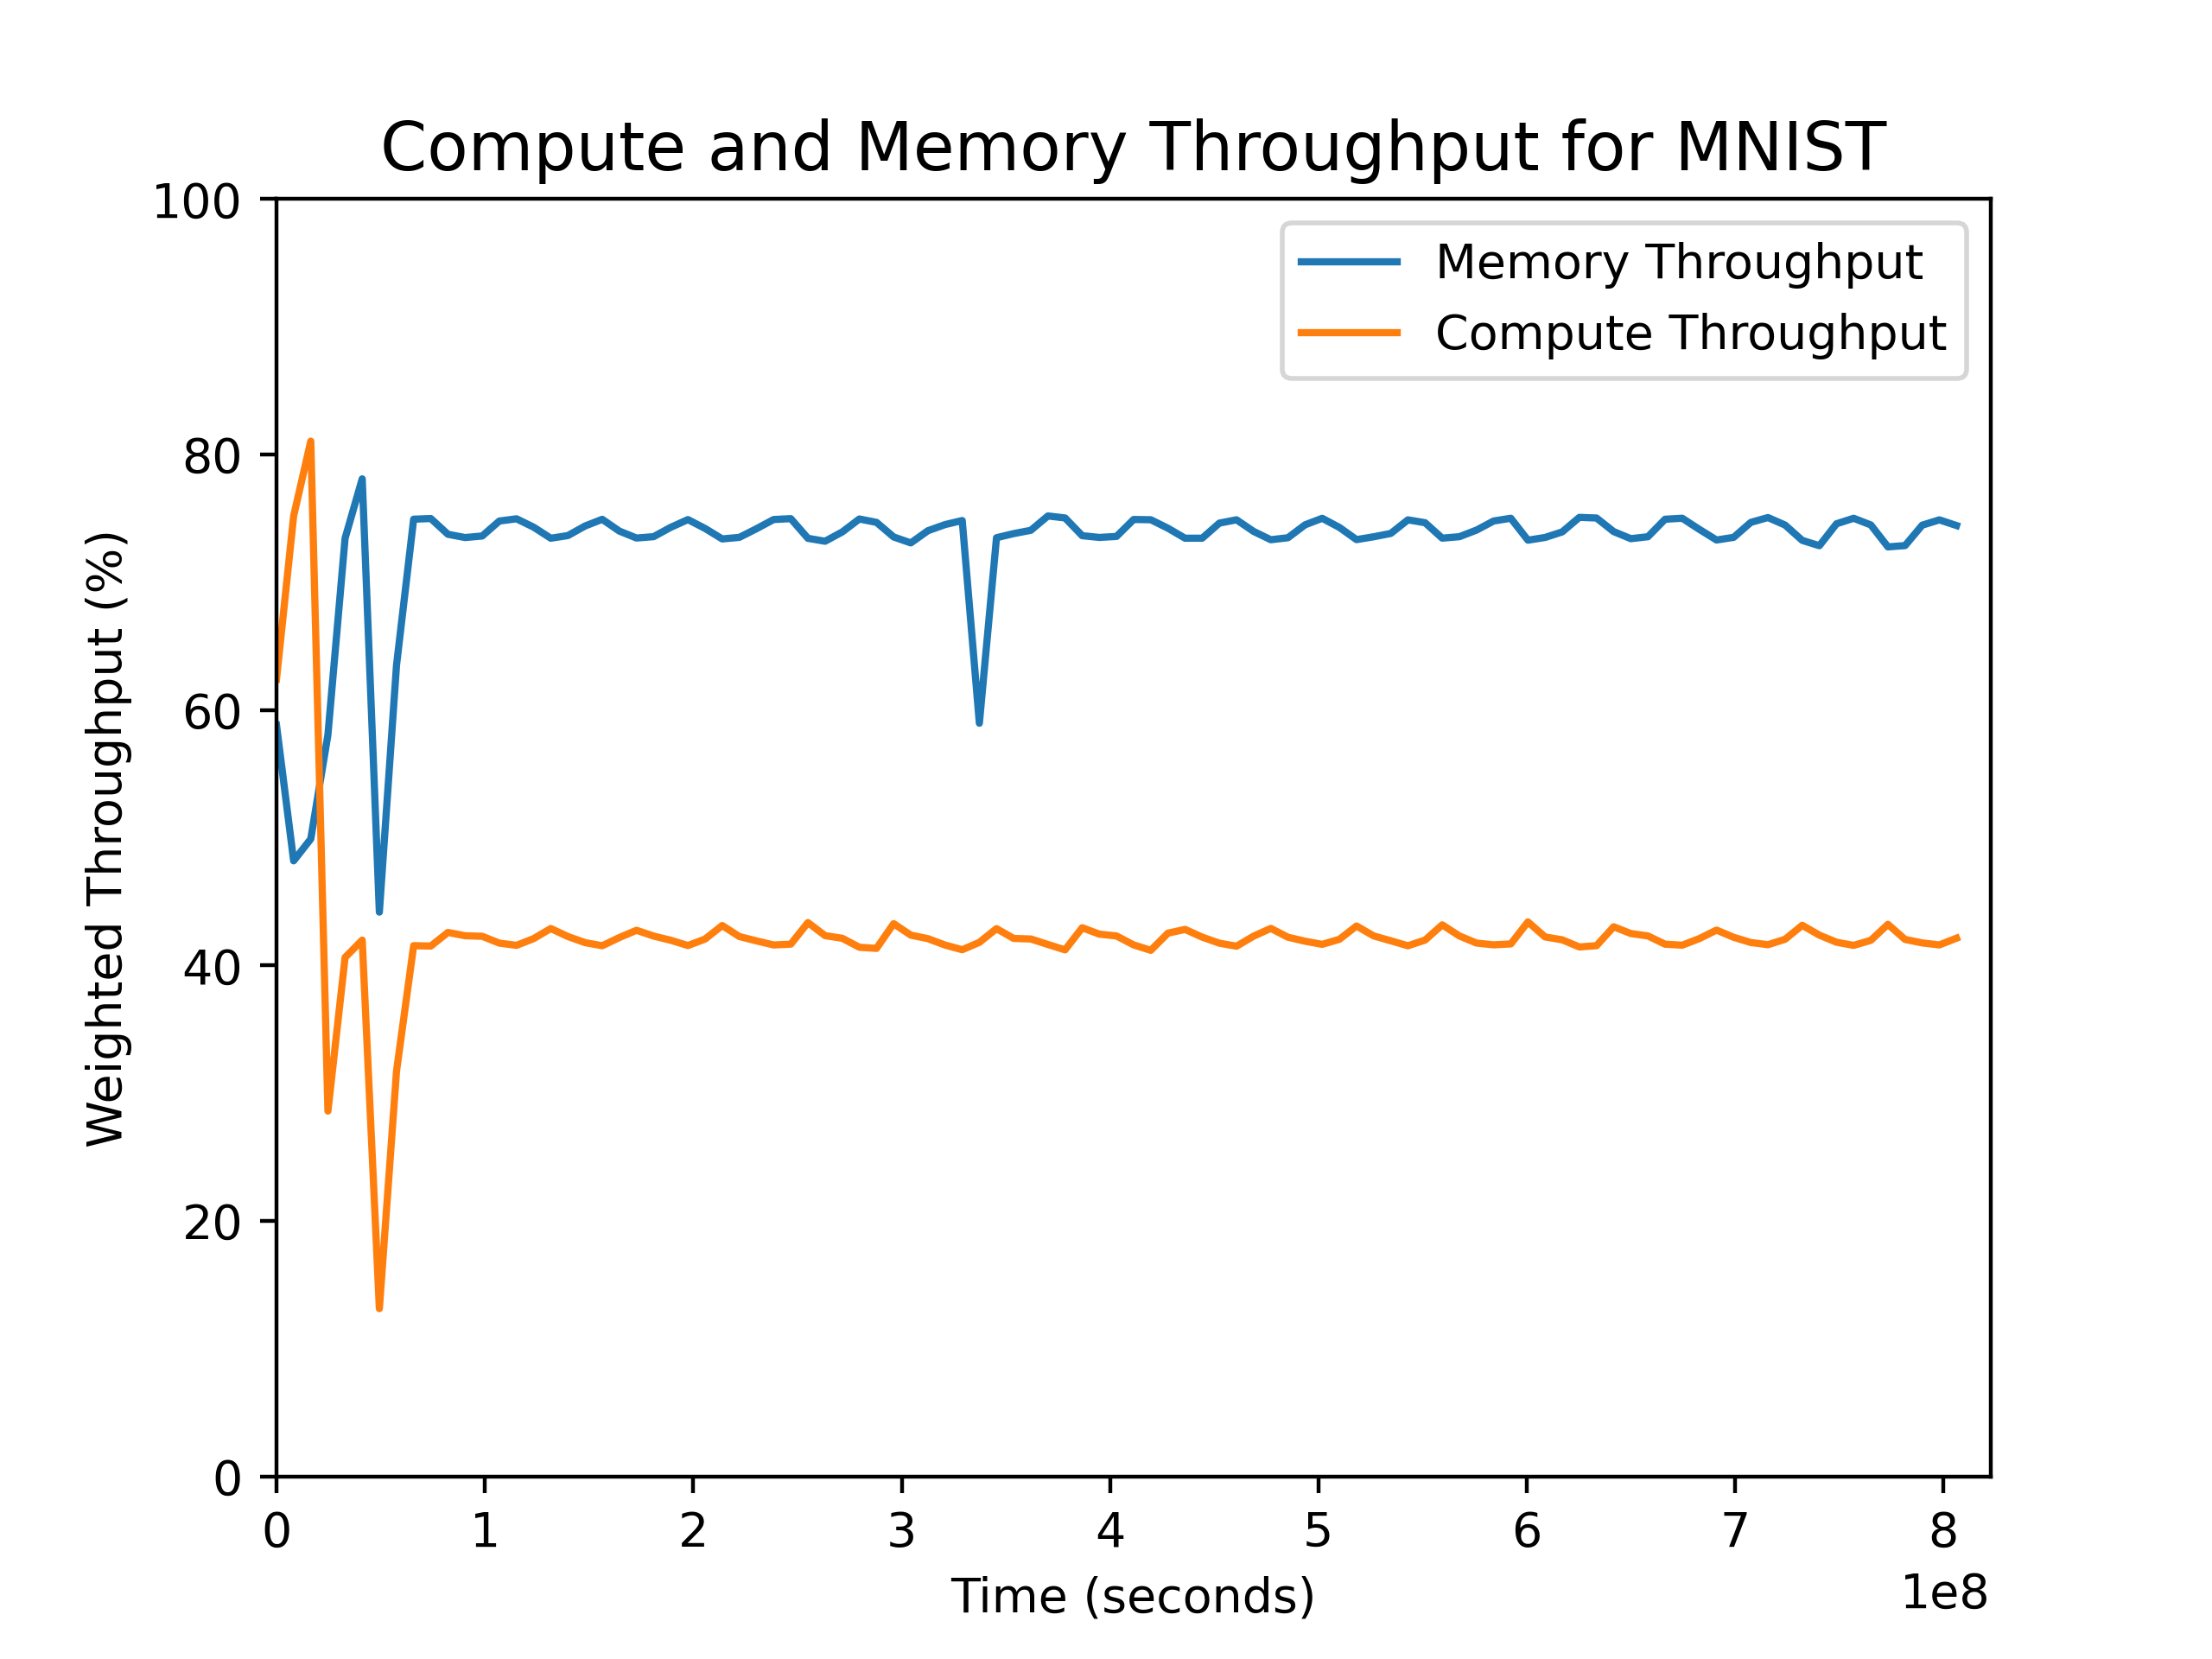 Compute and Memory Throughput for MNIST
100
80
60
40
20
0
Weighted Throughput (%)
Memory Throughput
Compute Throughput
0 1 2 3 4 5 6 7 8
1e8
Time (seconds)